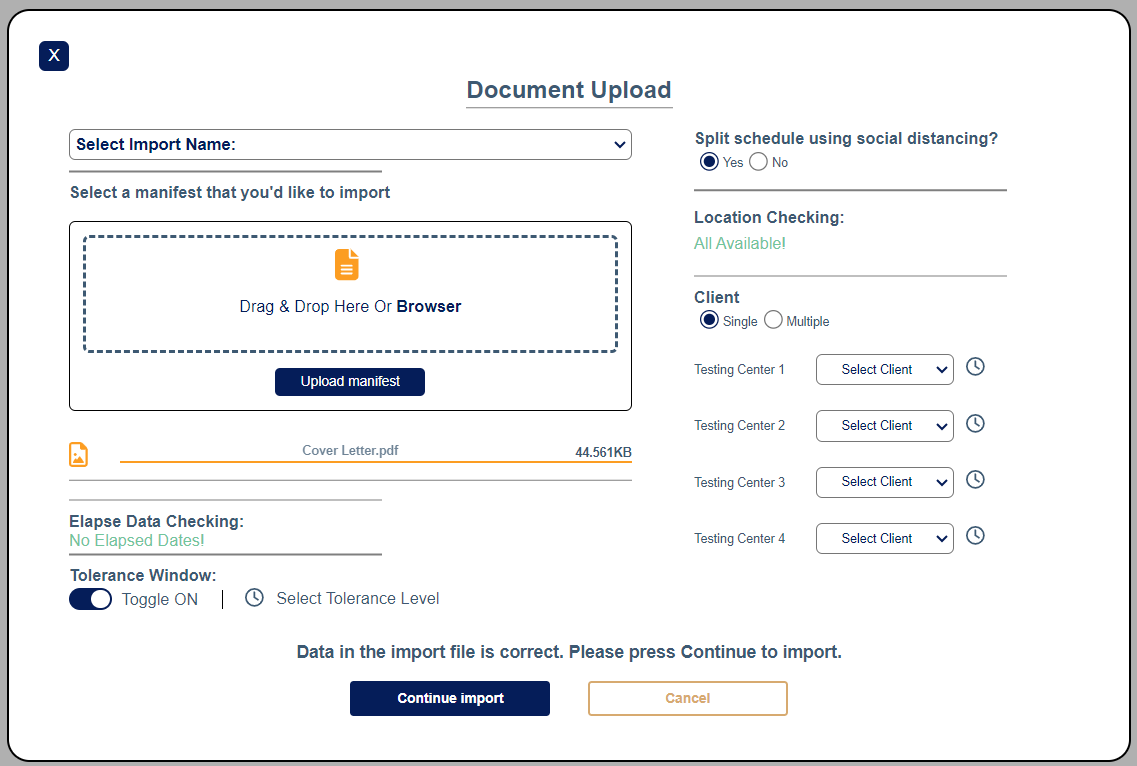 X
Document Upload
Select Import Name:
Select a manifest that you'd like to import
Drag & Drop Here Or Browser
Upload manifest
Cover Letter.pdf 44.561KB
Elapse Data Checking:
No Elapsed Dates!
Tolerance Window:
Toggle ON | Select Tolerance Level
Split schedule using social distancing?
Yes No
Location Checking:
All Available!
Client
Single Multiple
Testing Center 1 Select Client
Testing Center 2 Select Client
Testing Center 3 Select Client
Testing Center 4 Select Client
Data in the import file is correct. Please press Continue to import.
Continue import Cancel